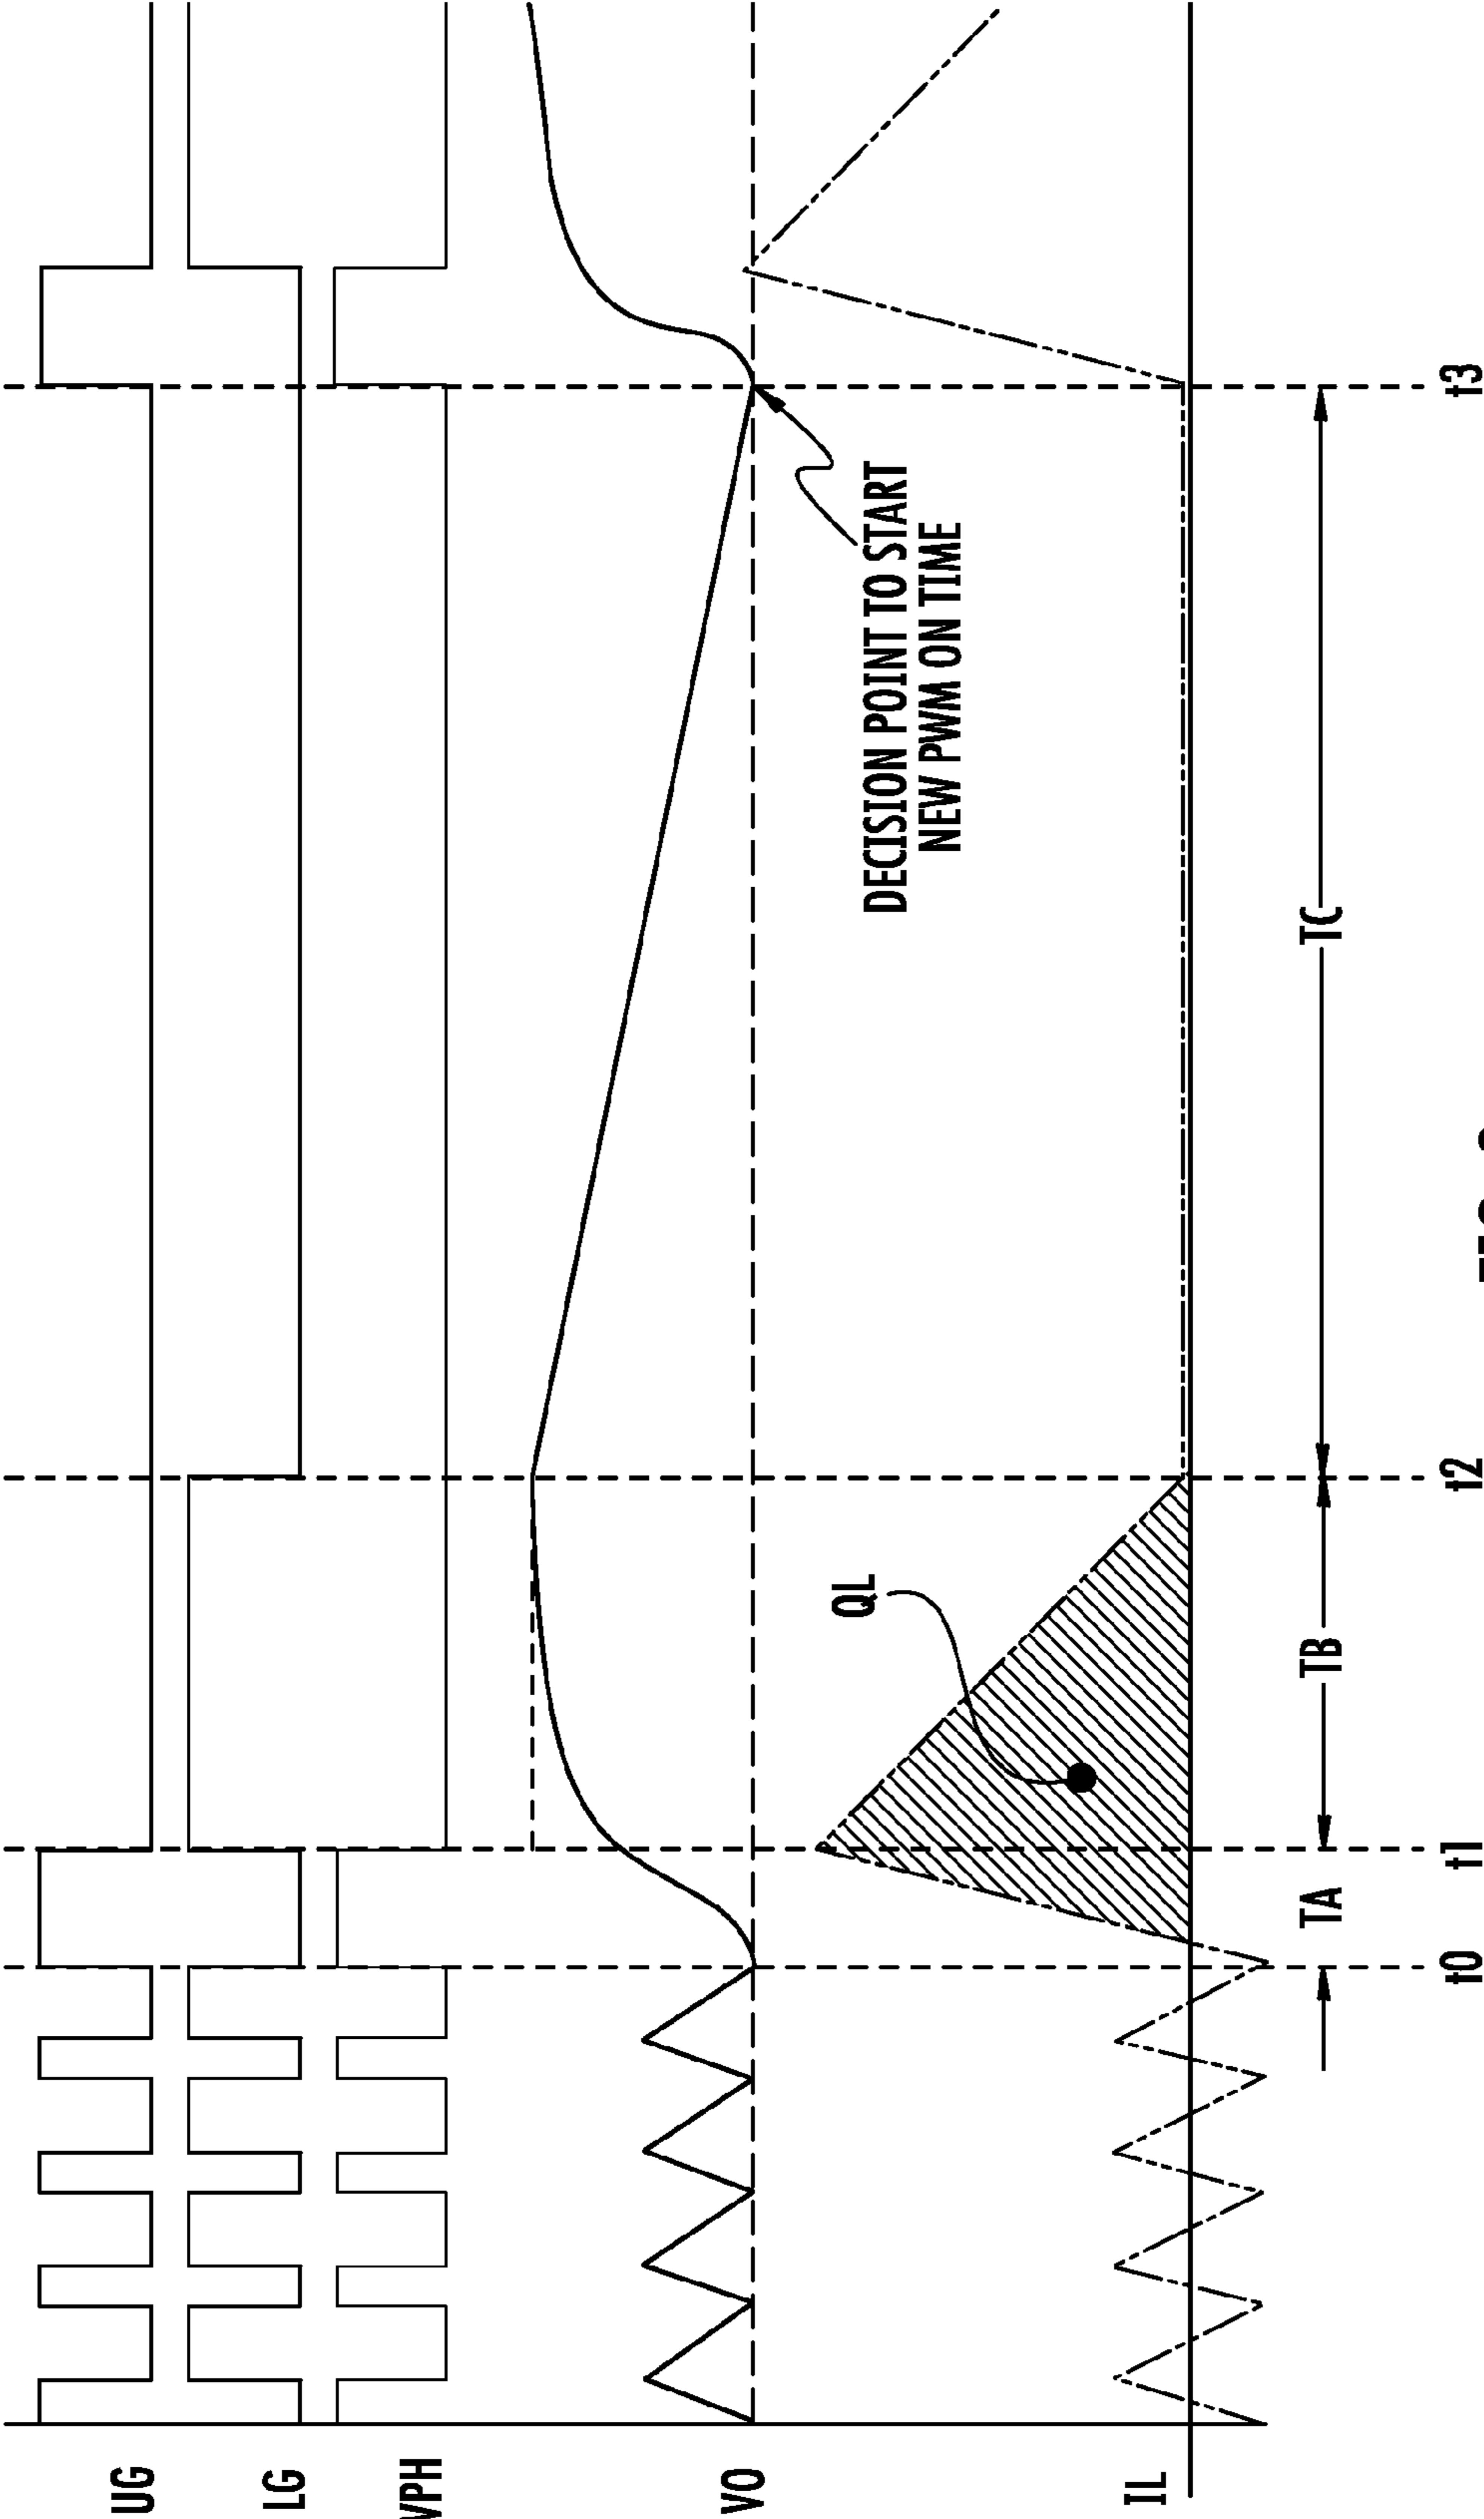 UG
LG
VPH
VO
IL
DECISION POINT TO START
NEW PWM ON TIME
QL
TA
TB
TC
t0
t1
t2
t3